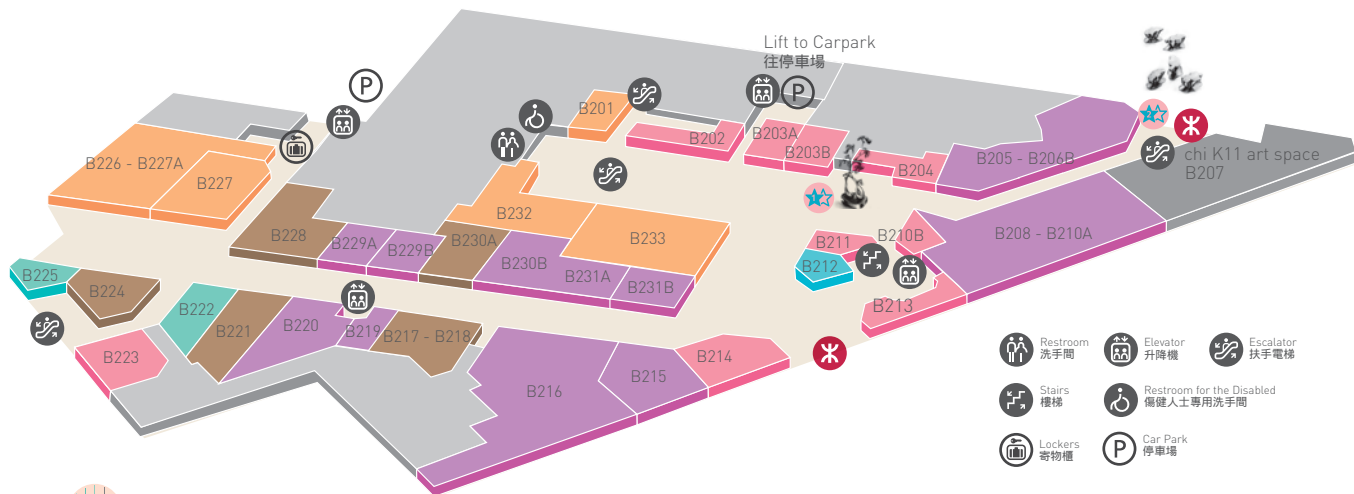 Lift to Carpark
往停車場
P
P
B201
B202
B203A
B203B
B204
B205 - B206B
2
chi K11 art space
B207
B226 - B227A
B227
B232
B233
1
B228
B229A
B229B
B230A
B230B
B231A
B231B
B211
B210B
B212
B208 - B210A
B213
B225
B224
B222
B221
B220
B219
B217 - B218
B223
B216
B215
B214
Restroom
洗手間
Elevator
升降機
Escalator
扶手電梯
Stairs
樓梯
Restroom for the Disabled
傷健人士專用洗手間
Lockers
寄物櫃
P
Car Park
停車場